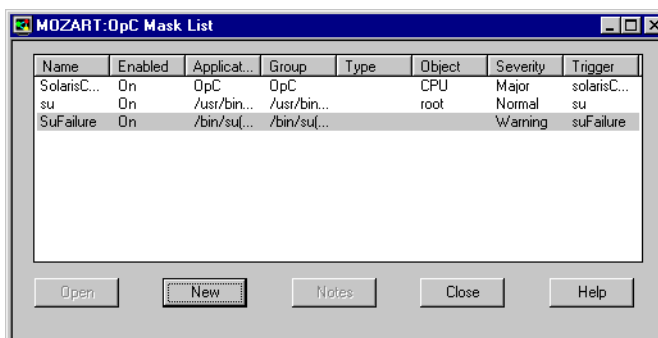 MOZART:OpC Mask List
Name Enabled Applicat... Group Type Object Severity Trigger
SolarisC... On OpC OpC CPU Major solarisC...
su On /usr/bin... /usr/bin... root Normal su
SuFailure On /bin/su(... /bin/su(... Warning suFailure
Open New Notes Close Help